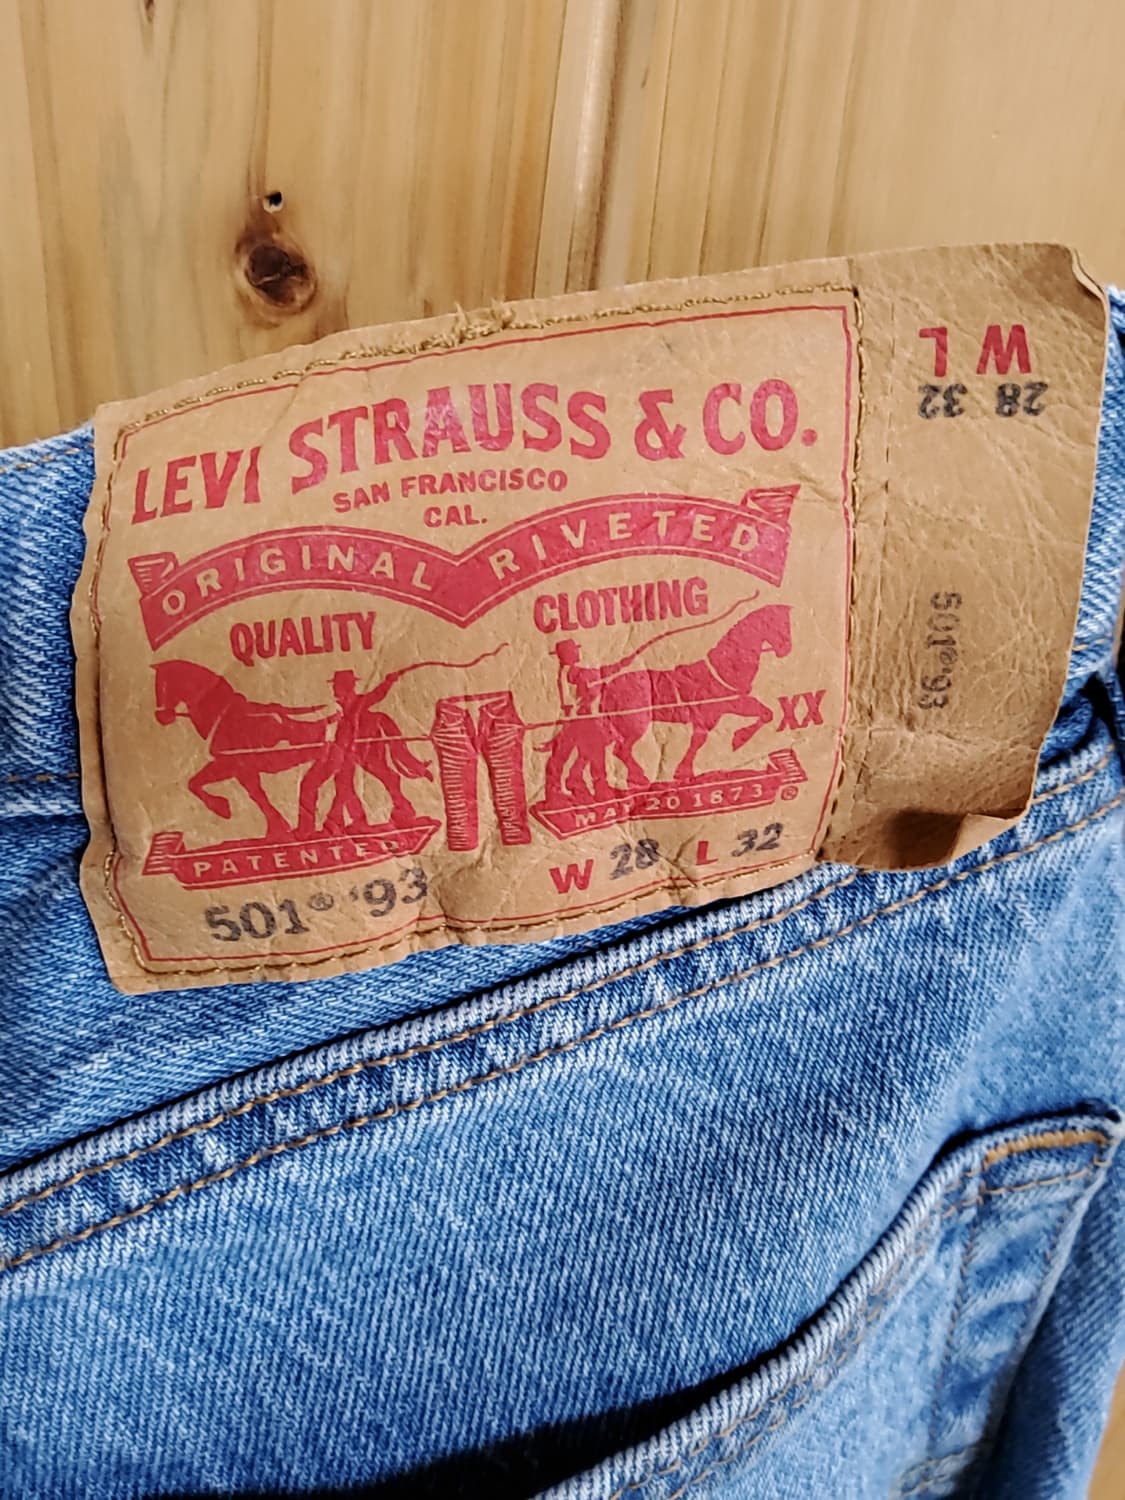 LEVI STRAUSS & CO.
SAN FRANCISCO
CAL.
ORIGINAL RIVETED
QUALITY CLOTHING
XX
PATENTED MAY 20 1873 ®
501® '93 W 28 L 32
W L
28 32
501® '93